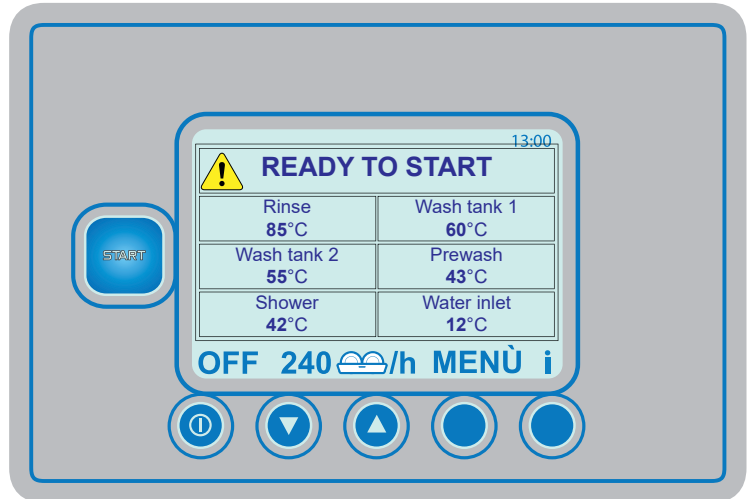 13:00
READY TO START
Rinse Wash tank 1
85°C 60°C
Wash tank 2 Prewash
55°C 43°C
Shower Water inlet
42°C 12°C
START
OFF 240 /h MENÙ i